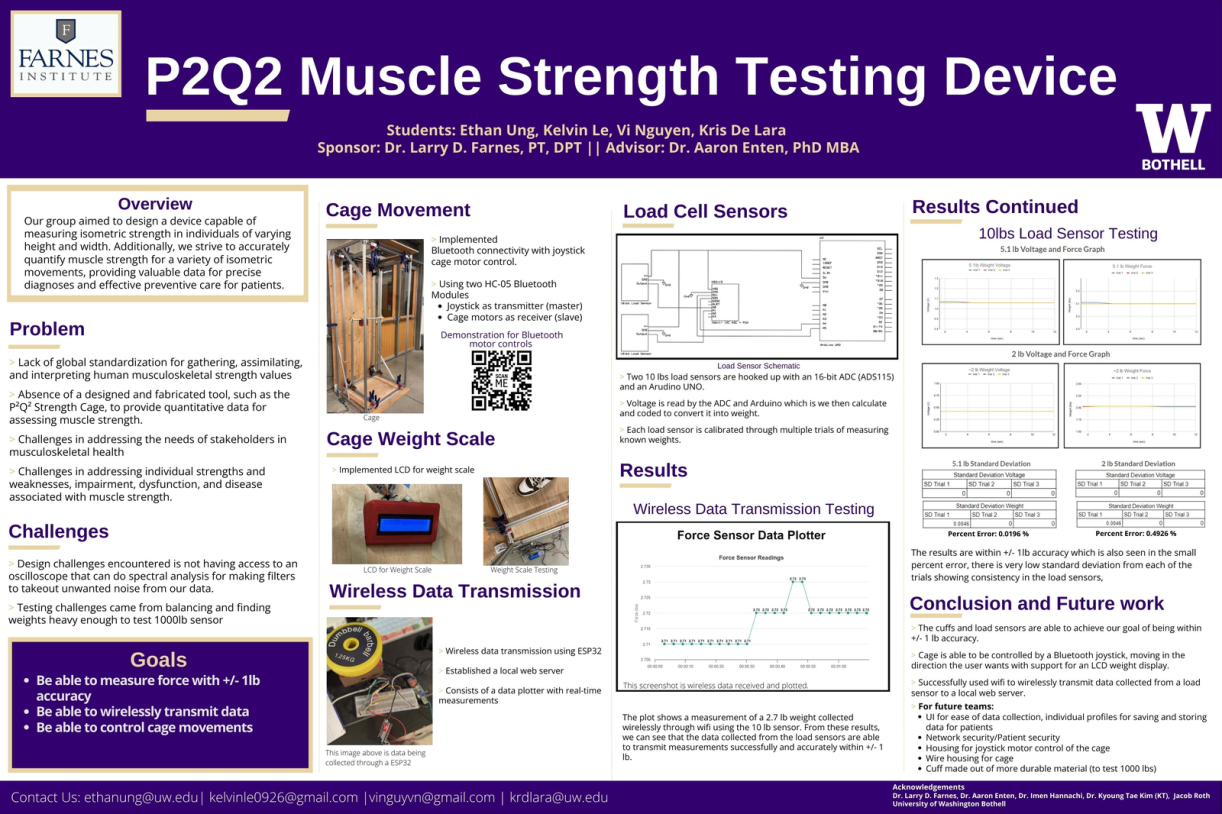 FARNES
INSTITUTE
P2Q2 Muscle Strength Testing Device
Students: Ethan Ung, Kelvin Le, Vi Nguyen, Kris De Lara
Sponsor: Dr. Larry D. Farnes, PT, DPT || Advisor: Dr. Aaron Enten, PhD MBA
W
BOTHELL
Overview
Our group aimed to design a device capable of
measuring isometric strength in individuals of varying
height and width. Additionally, we strive to accurately
quantify muscle strength for a variety of isometric
movements, providing valuable data for precise
diagnoses and effective preventive care for patients.
Problem
> Lack of global standardization for gathering, assimilating,
and interpreting human musculoskeletal strength values
> Absence of a designed and fabricated tool, such as the
P²Q² Strength Cage, to provide quantitative data for
assessing muscle strength.
> Challenges in addressing the needs of stakeholders in
musculoskeletal health
> Challenges in addressing individual strengths and
weaknesses, impairment, dysfunction, and disease
associated with muscle strength.
Challenges
> Design challenges encountered is not having access to an
oscilloscope that can do spectral analysis for making filters
to takeout unwanted noise from our data.
> Testing challenges came from balancing and finding
weights heavy enough to test 1000lb sensor
Goals
• Be able to measure force with +/- 1lb
accuracy
• Be able to wirelessly transmit data
• Be able to control cage movements
Cage Movement
> Implemented
Bluetooth connectivity with joystick
cage motor control.
> Using two HC-05 Bluetooth
Modules
• Joystick as transmitter (master)
• Cage motors as receiver (slave)
Demonstration for Bluetooth
motor controls
SCAN
ME
Cage
Cage Weight Scale
> Implemented LCD for weight scale
LCD for Weight Scale
Weight Scale Testing
Wireless Data Transmission
Dumbbell
barbell
1.25KG
> Wireless data transmission using ESP32
> Established a local web server
> Consists of a data plotter with real-time
measurements
This image above is data being
collected through a ESP32
Load Cell Sensors
Load Sensor Schematic
> Two 10 lbs load sensors are hooked up with an 16-bit ADC (ADS115)
and an Arudino UNO.
> Voltage is read by the ADC and Arduino which is we then calculate
and coded to convert it into weight.
> Each load sensor is calibrated through multiple trials of measuring
known weights.
Results
Wireless Data Transmission Testing
Force Sensor Data Plotter
Force Sensor Readings
This screenshot is wireless data received and plotted.
The plot shows a measurement of a 2.7 lb weight collected
wirelessly through wifi using the 10 lb sensor. From these results,
we can see that the data collected from the load sensors are able
to transmit measurements successfully and accurately within +/- 1
lb.
Results Continued
10lbs Load Sensor Testing
5.1 lb Voltage and Force Graph
5.1lb Weight Voltage
5.1 lb Weight Force
2 lb Voltage and Force Graph
~2 lb Weight Voltage
~2 lb Weight Force
5.1 lb Standard Deviation
Standard Deviation Voltage
SD Trial 1 SD Trial 2 SD Trial 3
0 0 0
Standard Deviation Weight
SD Trial 1 SD Trial 2 SD Trial 3
0.0046 0 0
Percent Error: 0.0196 %
2 lb Standard Deviation
Standard Deviation Voltage
SD Trial 1 SD Trial 2 SD Trial 3
0 0 0
Standard Deviation Weight
SD Trial 1 SD Trial 2 SD Trial 3
0.0046 0 0
Percent Error: 0.4926 %
The results are within +/- 1lb accuracy which is also seen in the small
percent error, there is very low standard deviation from each of the
trials showing consistency in the load sensors,
Conclusion and Future work
> The cuffs and load sensors are able to achieve our goal of being within
+/- 1 lb accuracy.
> Cage is able to be controlled by a Bluetooth joystick, moving in the
direction the user wants with support for an LCD weight display.
> Successfully used wifi to wirelessly transmit data collected from a load
sensor to a local web server.
> For future teams:
• UI for ease of data collection, individual profiles for saving and storing
data for patients
• Network security/Patient security
• Housing for joystick motor control of the cage
• Wire housing for cage
• Cuff made out of more durable material (to test 1000 lbs)
Contact Us: ethanung@uw.edu| kelvinle0926@gmail.com |vinguyvn@gmail.com | krdlara@uw.edu
Acknowledgements
Dr. Larry D. Farnes, Dr. Aaron Enten, Dr. Imen Hannachi, Dr. Kyoung Tae Kim (KT), Jacob Roth
University of Washington Bothell